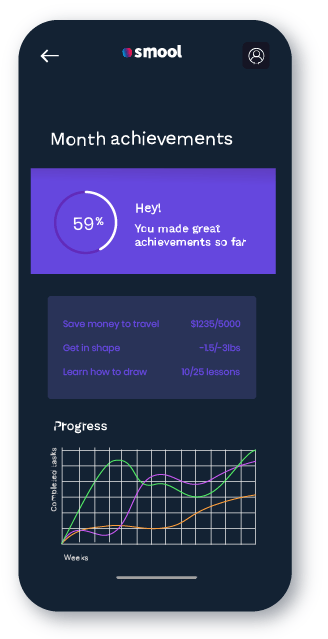 smool
Month achievements
59%
Hey!
You made great
achievements so far
Save money to travel $1235/5000
Get in shape -1.5/-3lbs
Learn how to draw 10/25 lessons
Progress
Completed tasks
Weeks